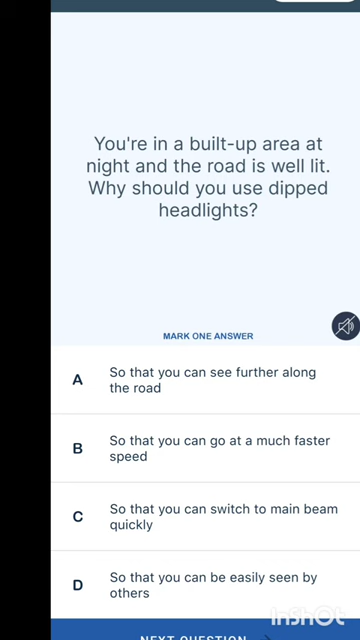 You're in a built-up area at
night and the road is well lit.
Why should you use dipped
headlights?
MARK ONE ANSWER
A
So that you can see further along
the road
B
So that you can go at a much faster
speed
C
So that you can switch to main beam
quickly
D
So that you can be easily seen by
others
InShOt
NEXT QUESTION